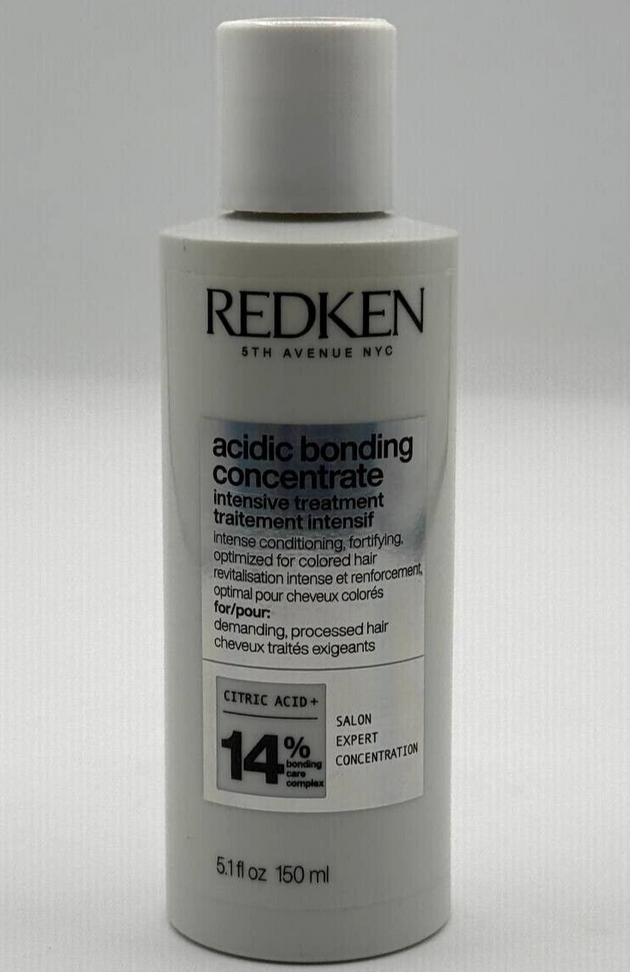 REDKEN
5TH AVENUE NYC
acidic bonding
concentrate
intensive treatment
traitement intensif
intense conditioning, fortifying,
optimized for colored hair
revitalisation intense et renforcement,
optimal pour cheveux colorés
for/pour:
demanding, processed hair
cheveux traités exigeants
CITRIC ACID+
14%
bonding
care
complex
SALON
EXPERT
CONCENTRATION
5.1 fl oz 150 ml